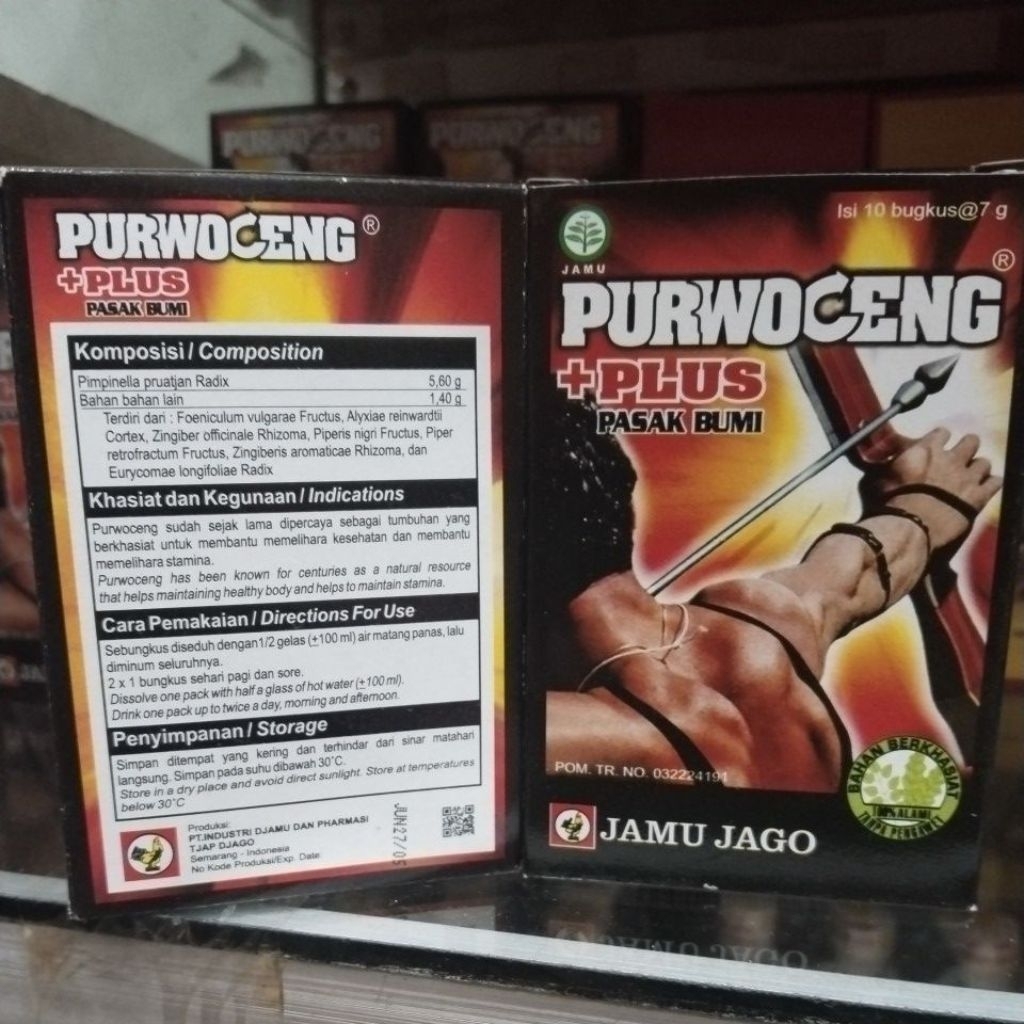 PURWOCENG
PURWOCENG
PURWOCENG®
+PLUS
PASAK BUMI
Komposisi / Composition
Pimpinella pruatjan Radix 5,60 g
Bahan bahan lain 1,40 g
Terdiri dari : Foeniculum vulgarae Fructus, Alyxiae reinwardtii
Cortex, Zingiber officinale Rhizoma, Piperis nigri Fructus, Piper
retrofractum Fructus, Zingiberis aromaticae Rhizoma, dan
Eurycomae longifoliae Radix
Khasiat dan Kegunaan / Indications
Purwoceng sudah sejak lama dipercaya sebagai tumbuhan yang
berkhasiat untuk membantu memelihara kesehatan dan membantu
memelihara stamina.
Purwoceng has been known for centuries as a natural resource
that helps maintaining healthy body and helps to maintain stamina.
Cara Pemakaian / Directions For Use
Sebungkus diseduh dengan 1/2 gelas (±100 ml) air matang panas, lalu
diminum seluruhnya.
2 x 1 bungkus sehari pagi dan sore.
Dissolve one pack with half a glass of hot water (±100 ml).
Drink one pack up to twice a day, morning and afternoon.
Penyimpanan / Storage
Simpan ditempat yang kering dan terhindar dari sinar matahari
langsung. Simpan pada suhu dibawah 30°C.
Store in a dry place and avoid direct sunlight. Store at temperatures
below 30°C
Produksi:
PT.INDUSTRI DJAMU DAN PHARMASI
TJAP DJAGO
Semarang - Indonesia
No Kode Produksi/Exp. Date
JUN27/05
Isi 10 bugkus@7 g
JAMU
PURWOCENG®
+PLUS
PASAK BUMI
POM. TR. NO. 032224191
BAHAN BERKHASIAT
100% ALAMI
TANPA PENGAWET
JAMU JAGO